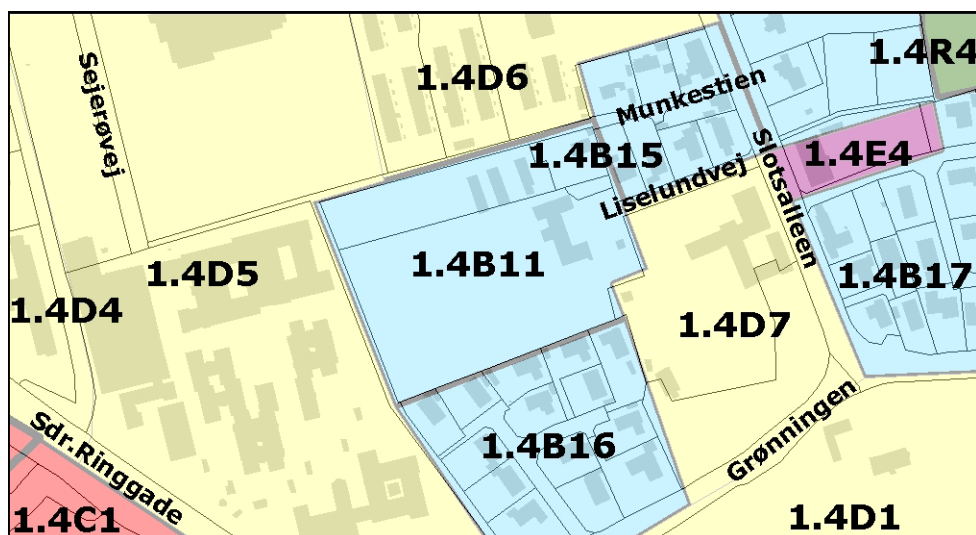 1.4R4
1.4D6
Sejerøvej
Munkestien
1.4B15
1.4E4
Liselundvej
Slotsalleen
1.4B11
1.4D5
1.4B17
1.4D4
1.4D7
Grønningen
1.4B16
Sdr.Ringgade
1.4C1
1.4D1